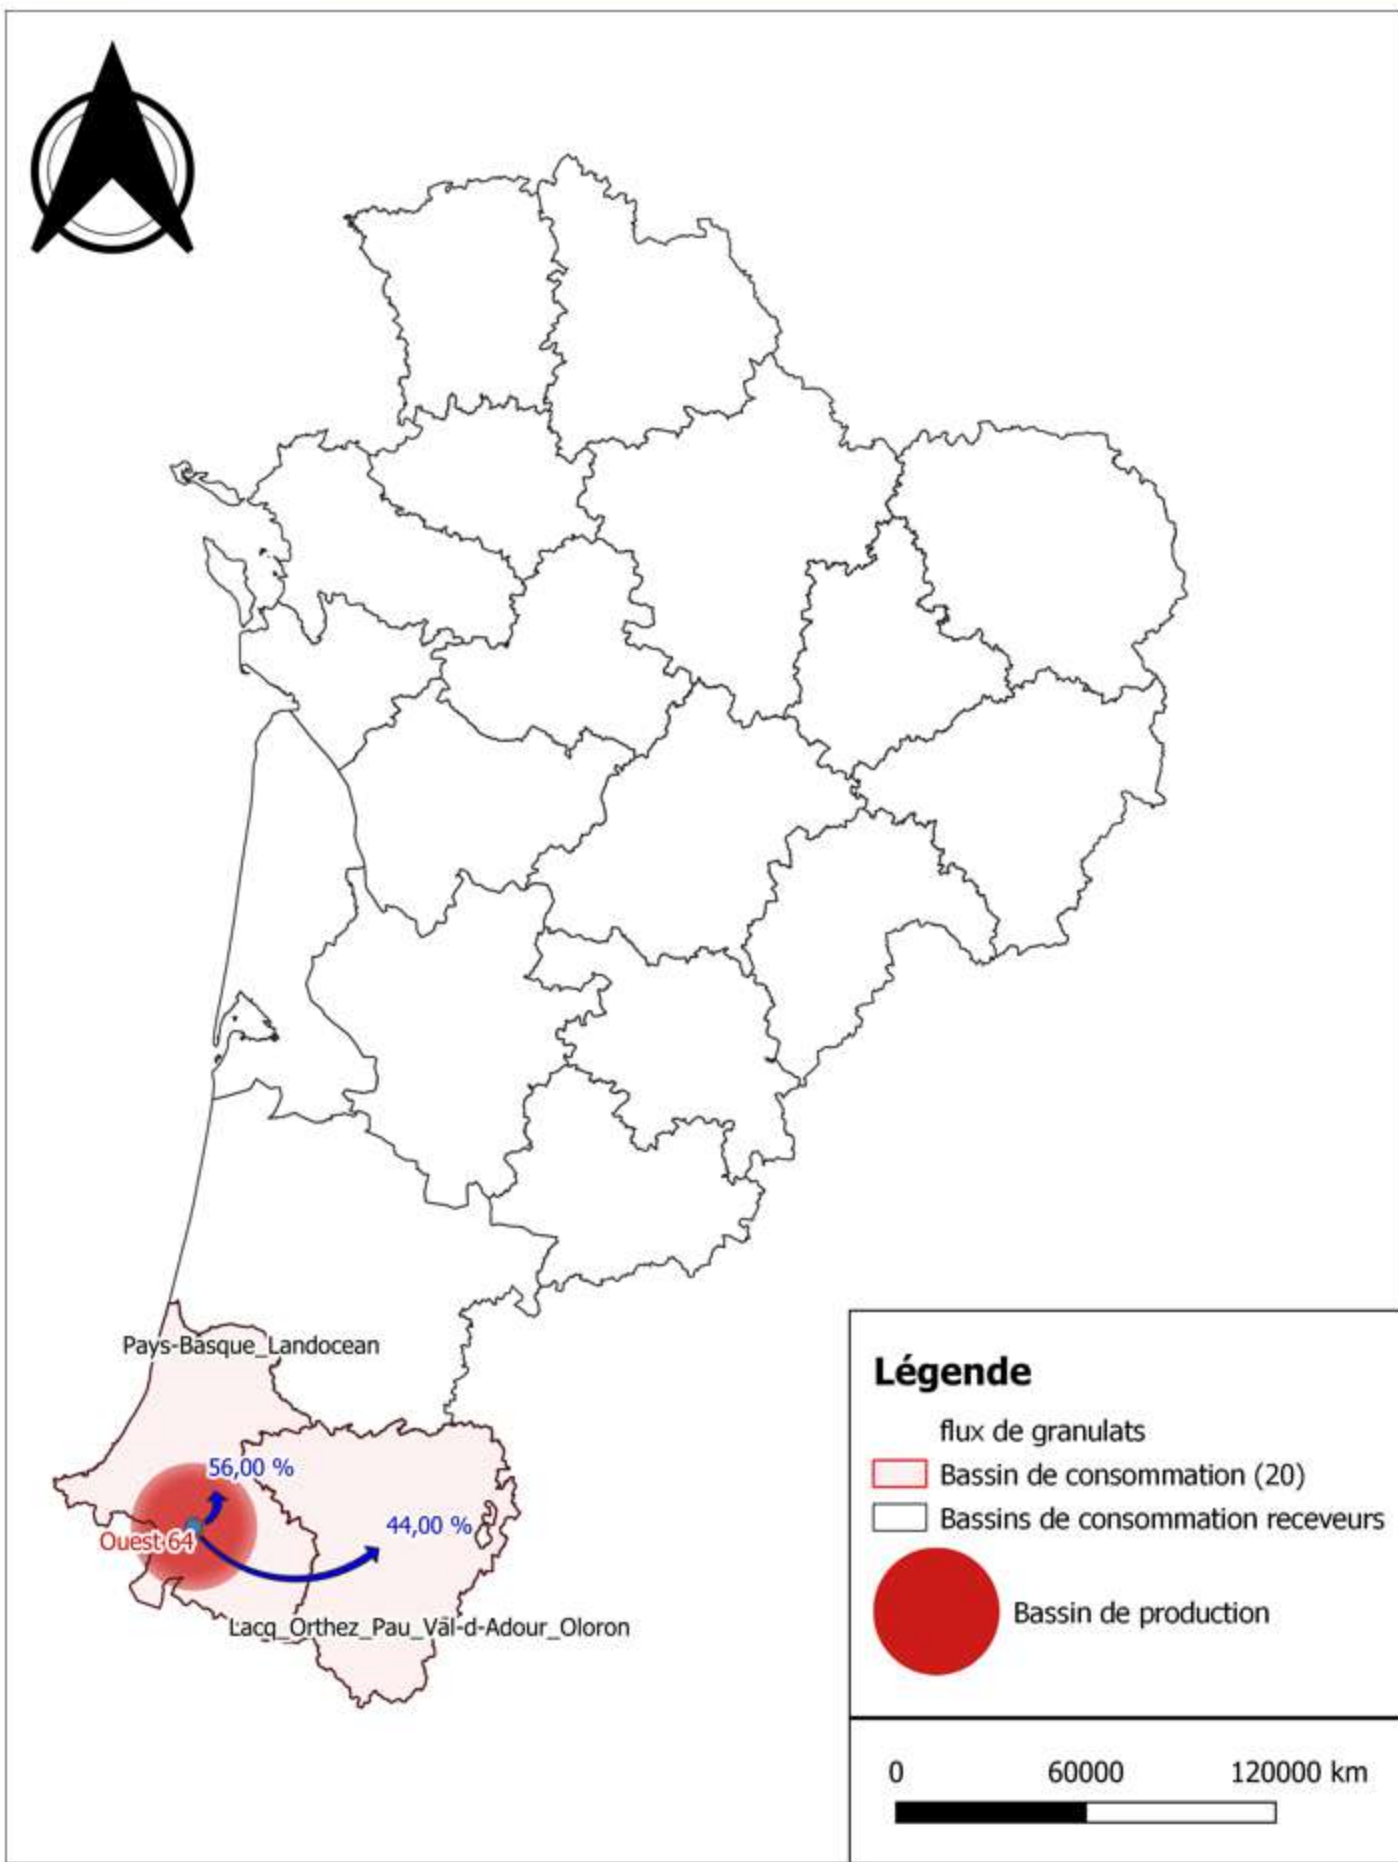 Pays-Basque_Landocean
56,00 %
44,00 %
Ouest 64
Lacq_Orthez_Pau_Val-d-Adour_Oloron
Légende
flux de granulats
Bassin de consommation (20)
Bassins de consommation receveurs
Bassin de production
0 60000 120000 km